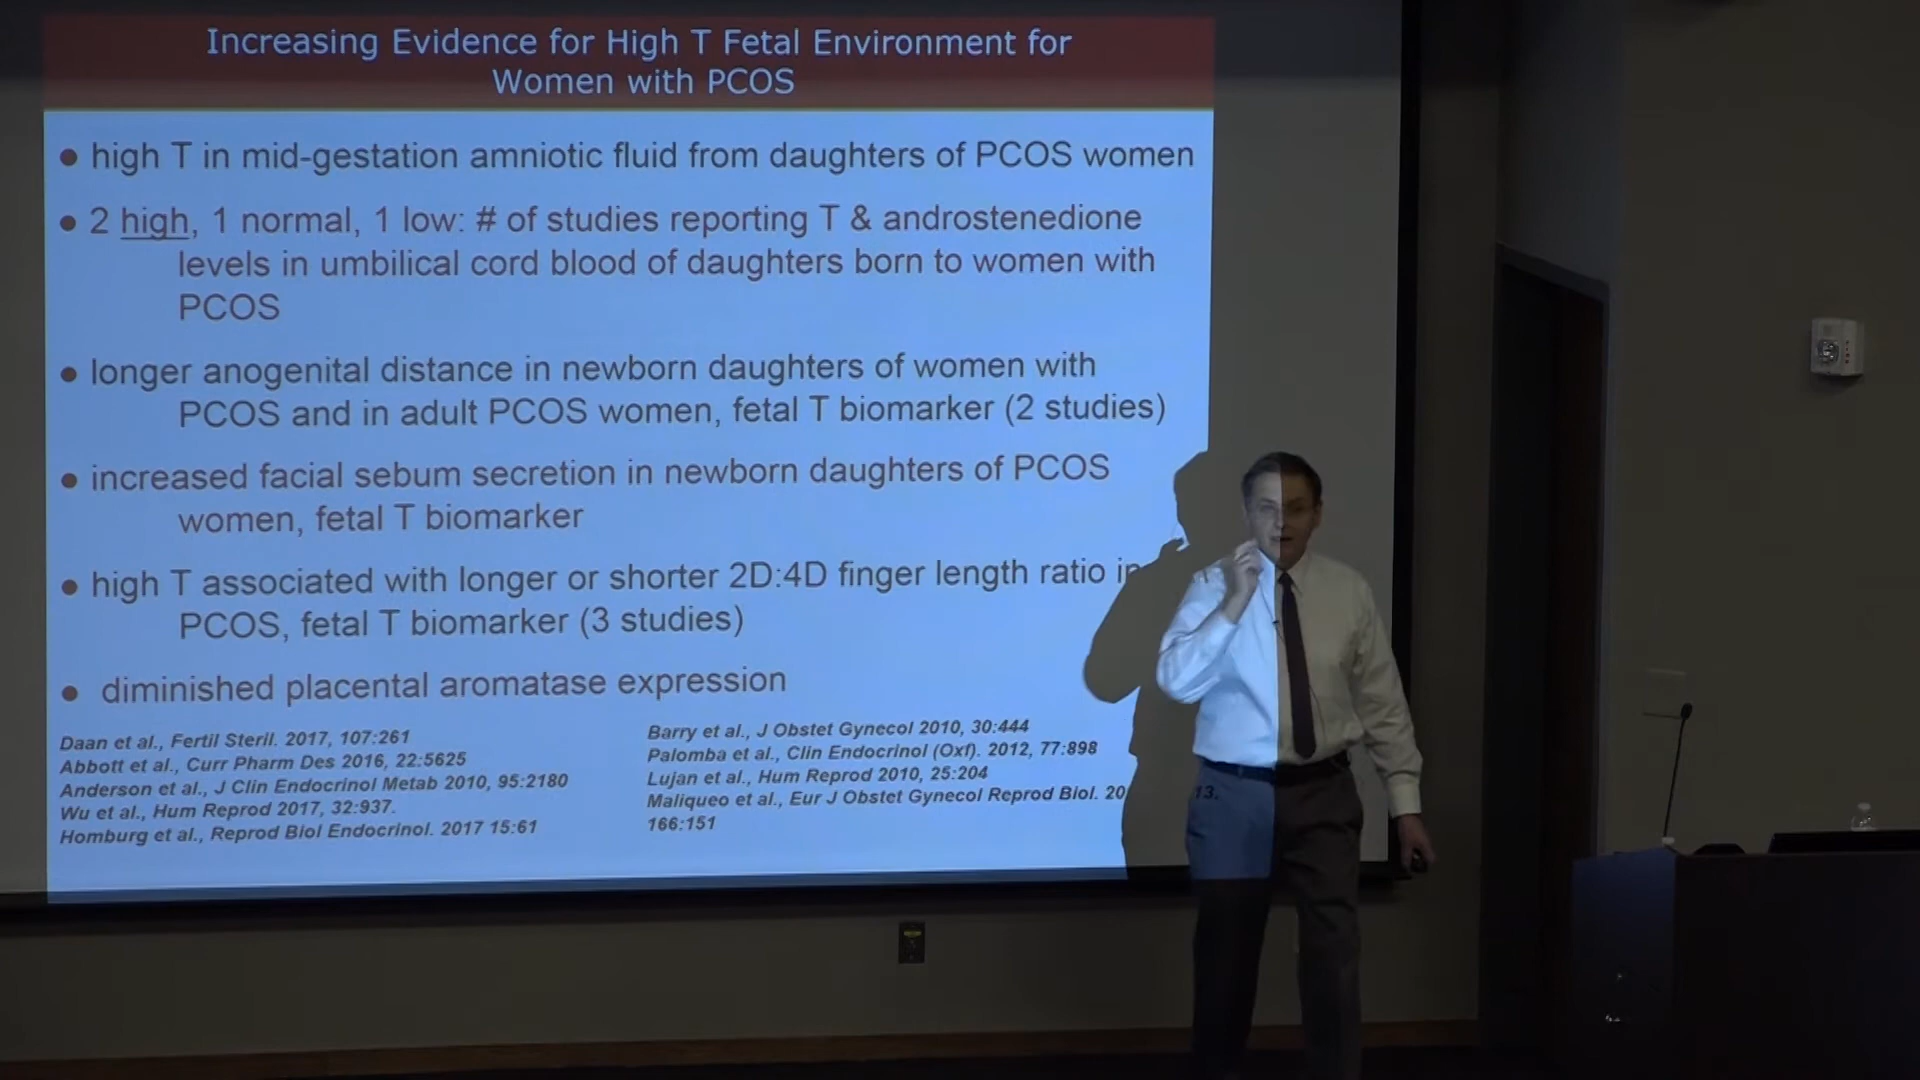 Increasing Evidence for High T Fetal Environment for
Women with PCOS
• high T in mid-gestation amniotic fluid from daughters of PCOS women
• 2 high, 1 normal, 1 low: # of studies reporting T & androstenedione
levels in umbilical cord blood of daughters born to women with
PCOS
• longer anogenital distance in newborn daughters of women with
PCOS and in adult PCOS women, fetal T biomarker (2 studies)
• increased facial sebum secretion in newborn daughters of PCOS
women, fetal T biomarker
• high T associated with longer or shorter 2D:4D finger length ratio in
PCOS, fetal T biomarker (3 studies)
• diminished placental aromatase expression
Daan et al., Fertil Steril. 2017, 107:261
Abbott et al., Curr Pharm Des 2016, 22:5625
Anderson et al., J Clin Endocrinol Metab 2010, 95:2180
Wu et al., Hum Reprod 2017, 32:937.
Homburg et al., Reprod Biol Endocrinol. 2017 15:61
Barry et al., J Obstet Gynecol 2010, 30:444
Palomba et al., Clin Endocrinol (Oxf). 2012, 77:898
Lujan et al., Hum Reprod 2010, 25:204
Maliqueo et al., Eur J Obstet Gynecol Reprod Biol. 2013.
166:151